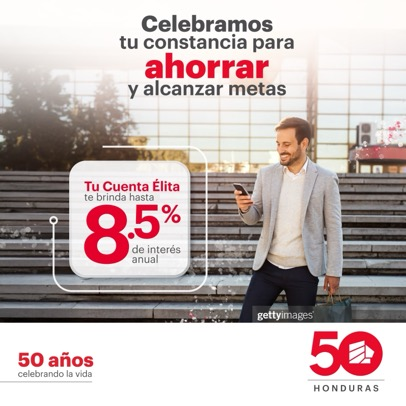 Celebramos
tu constancia para
ahorrar
y alcanzar metas
Tu Cuenta Élita
te brinda hasta
8.5%
de interés
anual
gettyimages®
50 años
celebrando la vida
50
HONDURAS